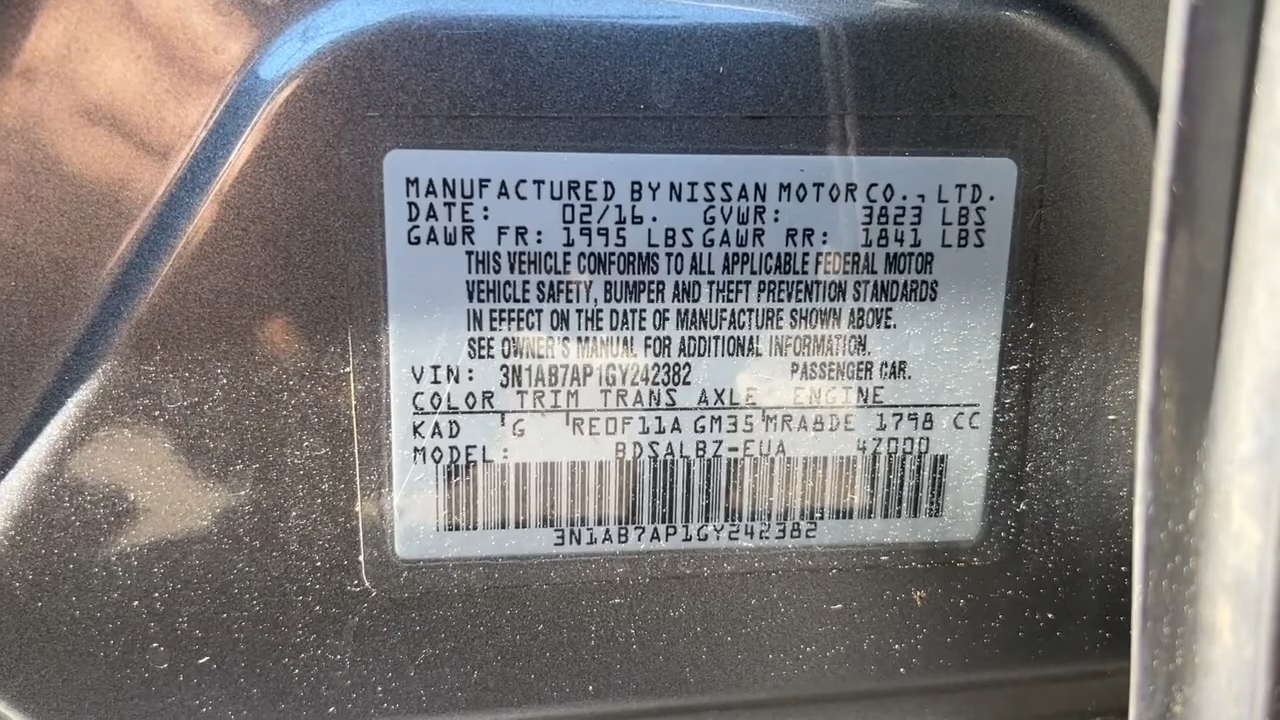 MANUFACTURED BY NISSAN MOTOR CO., LTD.
DATE: 02/16. GVWR: 3823 LBS
GAWR FR: 1995 LBS GAWR RR: 1841 LBS
THIS VEHICLE CONFORMS TO ALL APPLICABLE FEDERAL MOTOR
VEHICLE SAFETY, BUMPER AND THEFT PREVENTION STANDARDS
IN EFFECT ON THE DATE OF MANUFACTURE SHOWN ABOVE.
SEE OWNER'S MANUAL FOR ADDITIONAL INFORMATION.
VIN: 3N1AB7AP1GY242382 PASSENGER CAR.
COLOR TRIM TRANS AXLE ENGINE
KAD G RE0F11A GM35 MRA8DE 1798 CC
MODEL: BDSALBZ-EUA 4Z000
3N1AB7AP1GY242382